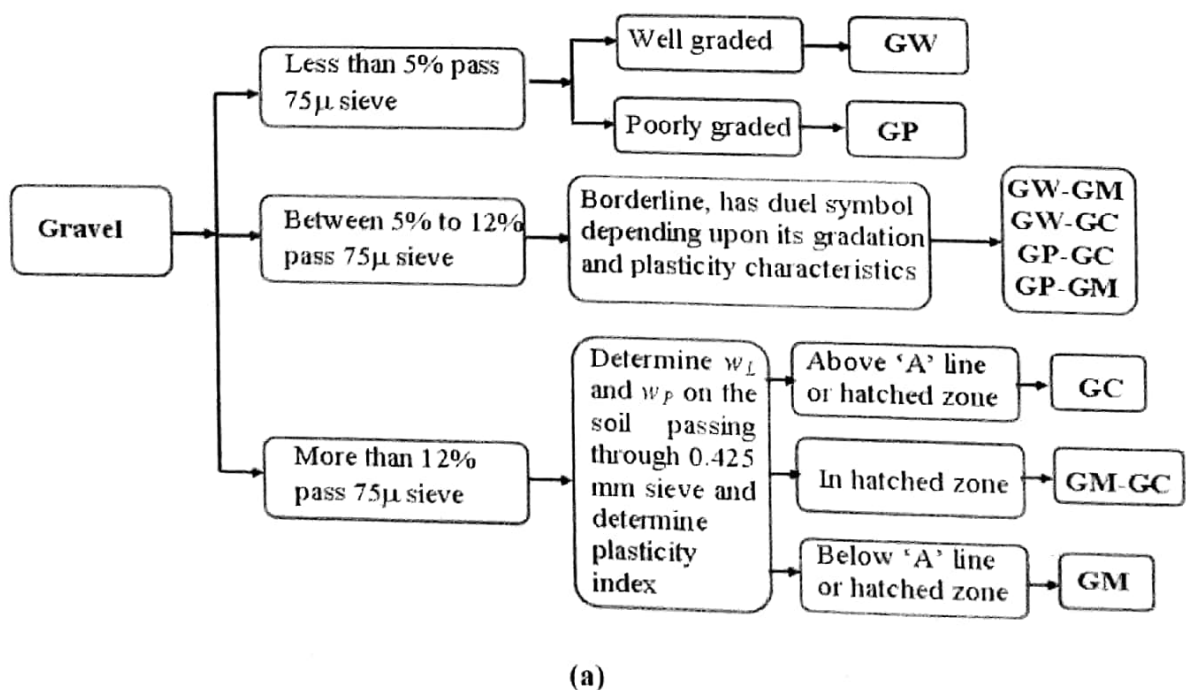 Gravel
Less than 5% pass
75μ sieve
Well graded
GW
Poorly graded
GP
Between 5% to 12%
pass 75μ sieve
Borderline, has duel symbol
depending upon its gradation
and plasticity characteristics
GW-GM
GW-GC
GP-GC
GP-GM
More than 12%
pass 75μ sieve
Determine w_L
and w_P on the
soil passing
through 0.425
mm sieve and
determine
plasticity
index
Above ‘A’ line
or hatched zone
GC
In hatched zone
GM-GC
Below ‘A’ line
or hatched zone
GM
(a)